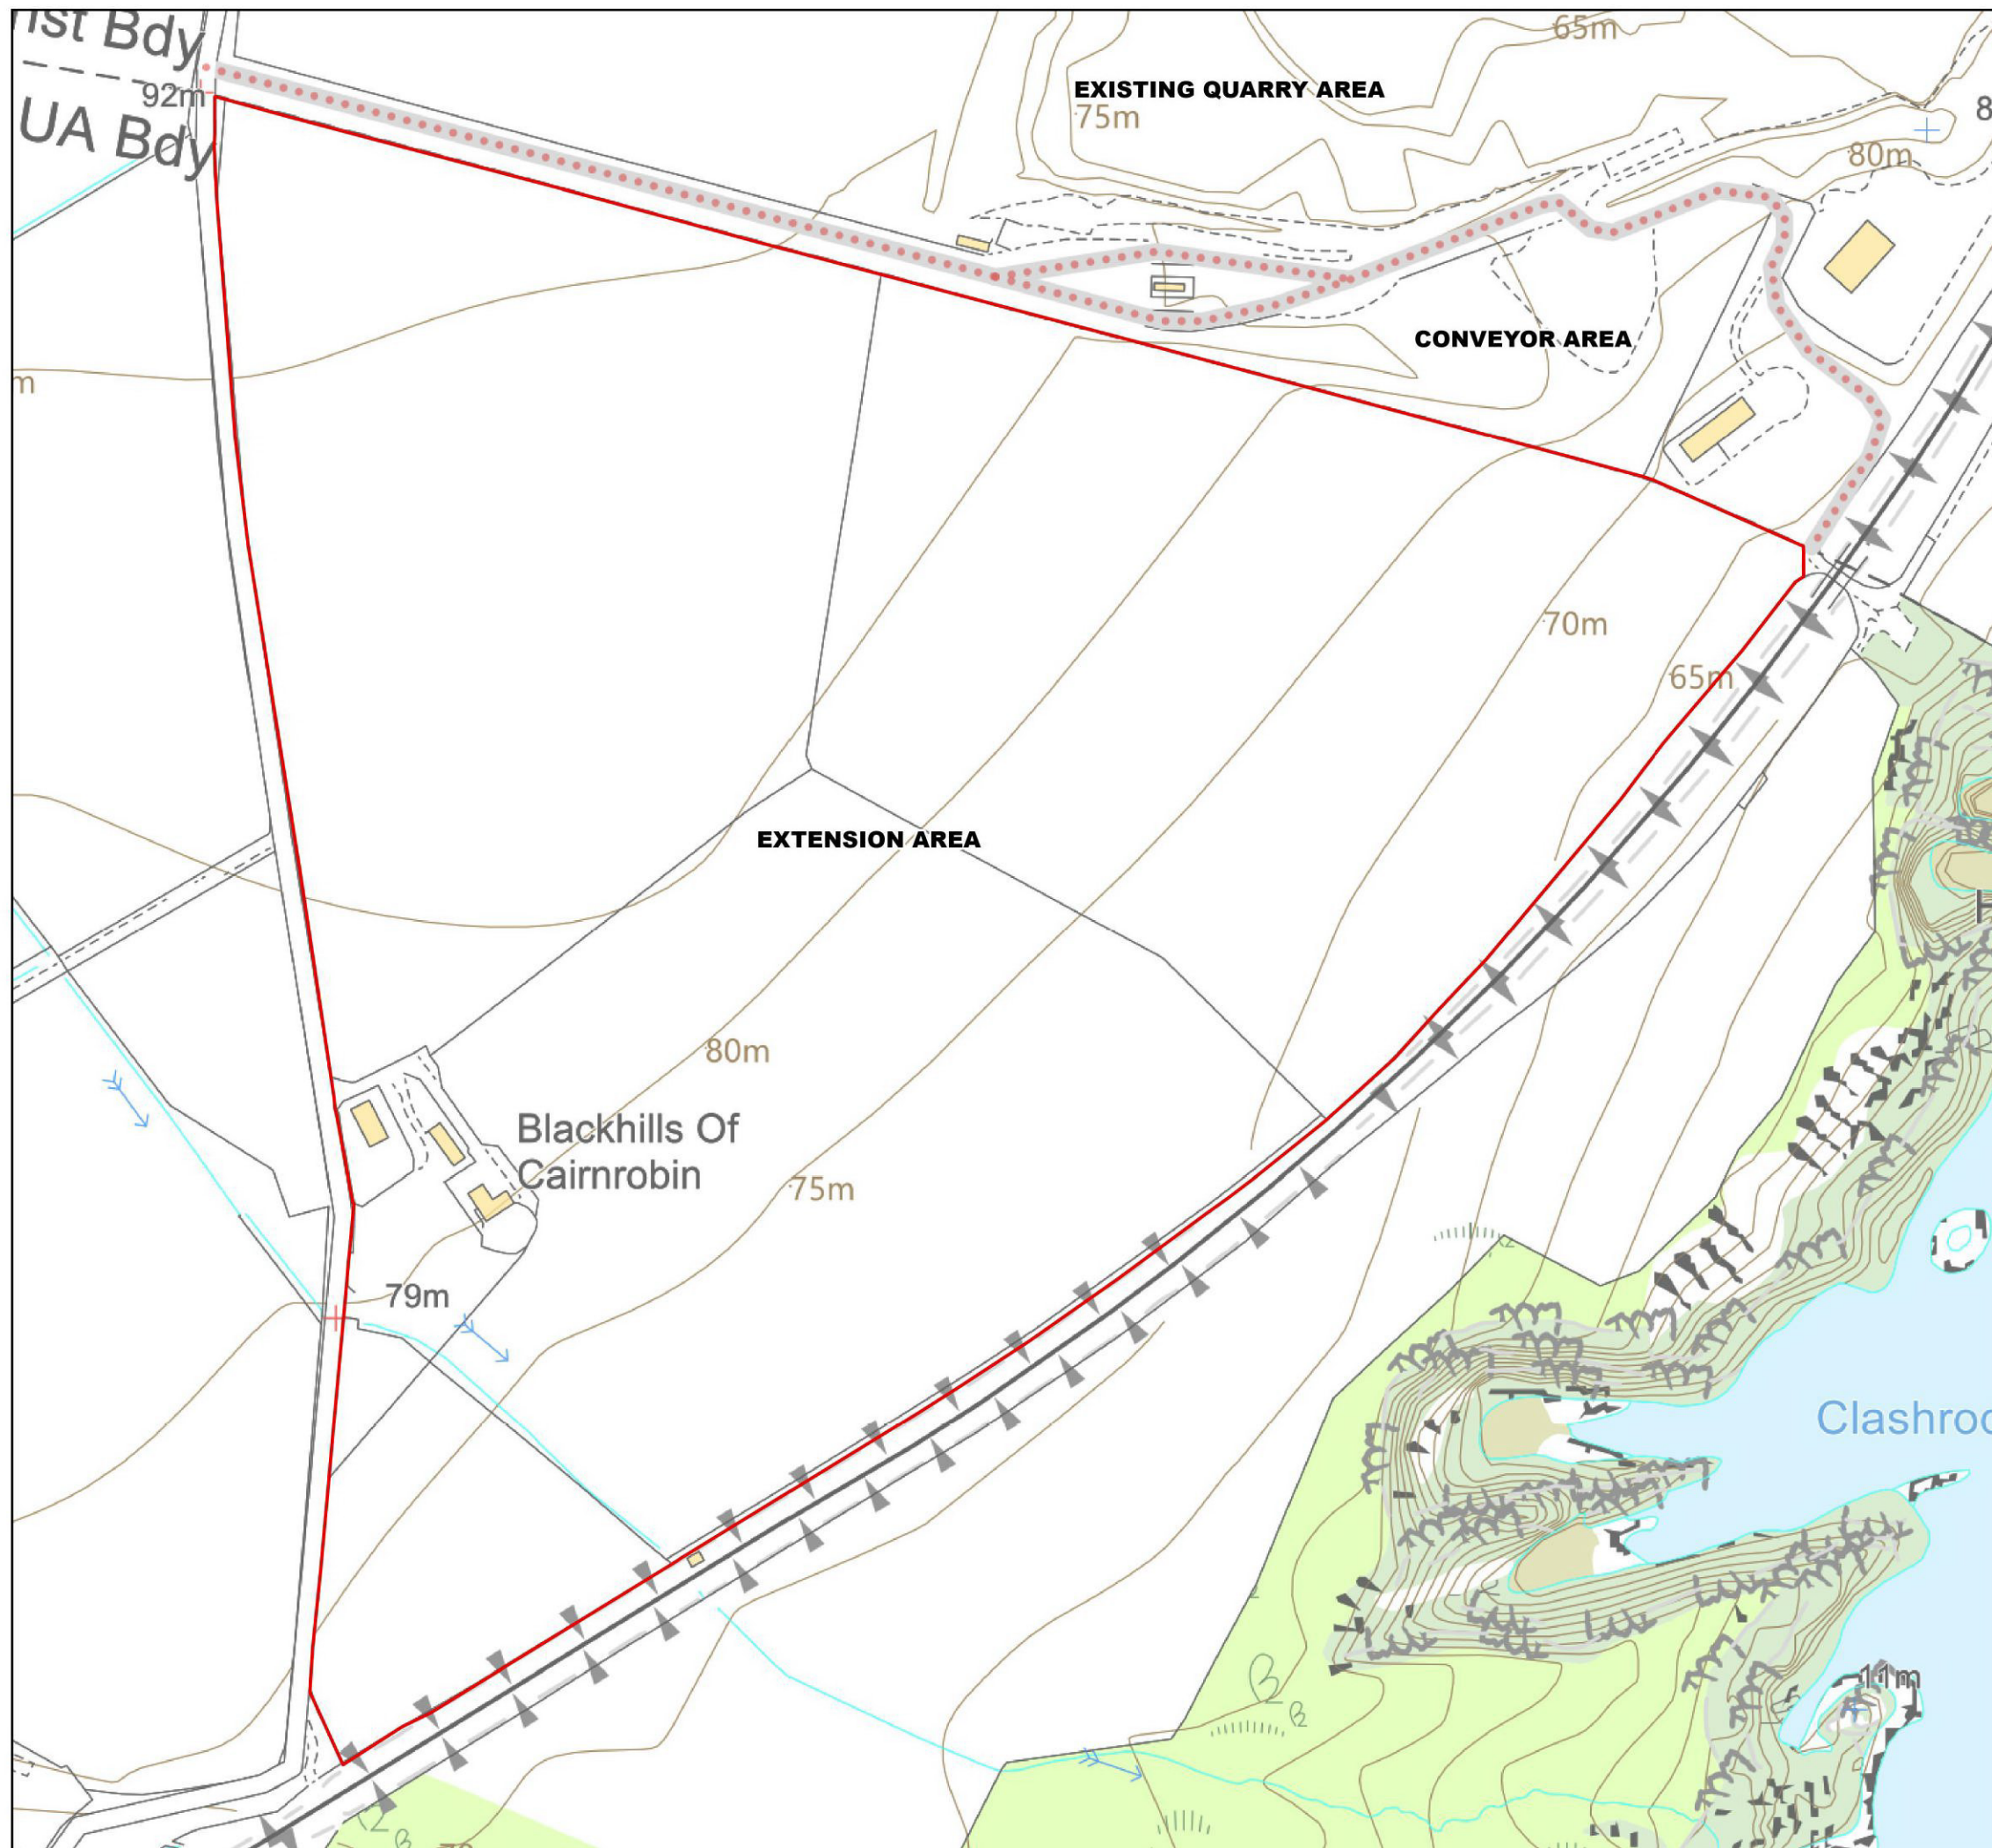 nst Bdy
65m
EXISTING QUARRY AREA
92m
75m
8
UA Bdy
80m
CONVEYOR AREA
m
70m
65m
EXTENSION AREA
H
80m
Blackhills Of
Cairnrobin
75m
79m
Clashroc
11m